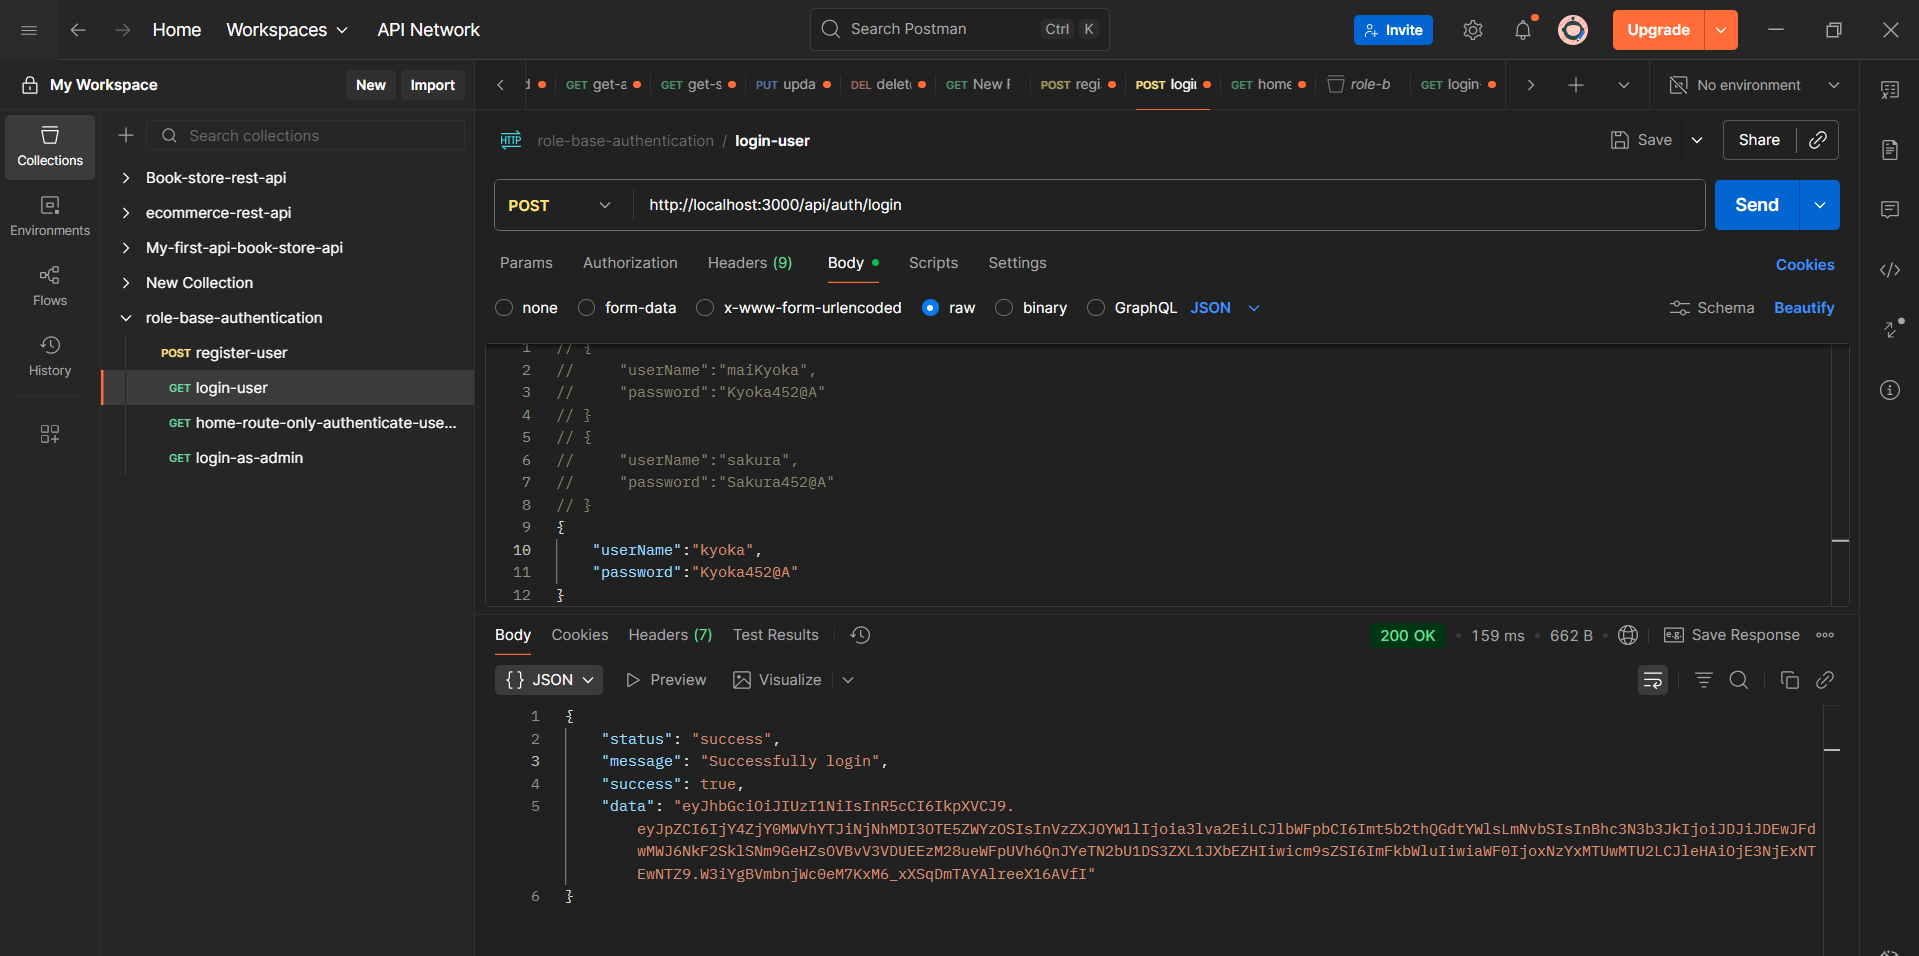 Home
Workspaces
API Network
Search Postman
Ctrl K
Invite
Upgrade
My Workspace
New
Import
d
GET get-a
GET get-s
PUT upda
DEL delet
GET New F
POST regi
POST logi
GET home
role-b
GET login-
No environment
Collections
Environments
Flows
History
Search collections
Book-store-rest-api
ecommerce-rest-api
My-first-api-book-store-api
New Collection
role-base-authentication
POST register-user
GET login-user
GET home-route-only-authenticate-use...
GET login-as-admin
HTTP role-base-authentication / login-user
Save
Share
POST
http://localhost:3000/api/auth/login
Send
Params
Authorization
Headers (9)
Body
Scripts
Settings
Cookies
none
form-data
x-www-form-urlencoded
raw
binary
GraphQL
JSON
Schema
Beautify
1 // {
2 // "userName":"maiKyoka",
3 // "password":"Kyoka452@A"
4 // }
5 // {
6 // "userName":"sakura",
7 // "password":"Sakura452@A"
8 // }
9 {
10 "userName":"kyoka",
11 "password":"Kyoka452@A"
12 }
Body
Cookies
Headers (7)
Test Results
200 OK • 159 ms • 662 B
e.g. Save Response
{} JSON
Preview
Visualize
1 {
2 "status": "success",
3 "message": "Successfully login",
4 "success": true,
5 "data": "eyJhbGciOiJIUzI1NiIsInR5cCI6IkpXVCJ9.
eyJpZCI6IjY4ZjY0MWVhYTJiNjNhMDI3OTE5ZWYzOSIsInVzZXJOYW1lIjoia3lva2EiLCJlbWFpbCI6Imt5b2thQGdtYWlsLmNvbSIsInBhc3N3b3JkIjoiJDJiJDEwJFd
wMWJ6NkF2SklSNm9GeHZsOVBvV3VDUEEzM28ueWFpUVh6QnJYeTN2bU1DS3ZXL1JXbEZHIiwicm9sZSI6ImFkbWluIiwiaWF0IjoxNzYxMTUwMTU2LCJleHAiOjE3NjExNT
EwNTZ9.W3iYgBVmbnjWc0eM7KxM6_xXSqDmTAYAlreeX16AVfI"
6 }